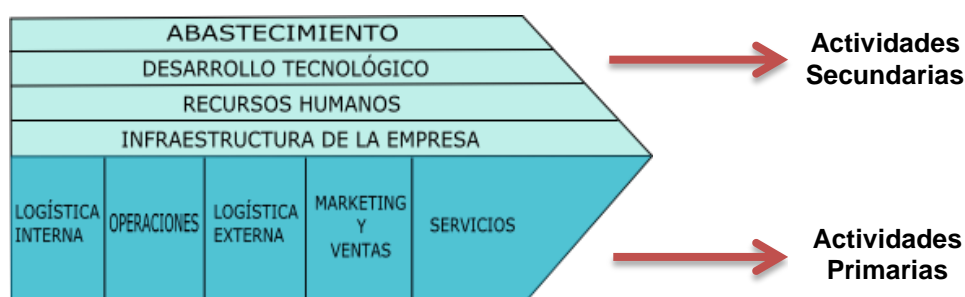 ABASTECIMIENTO
DESARROLLO TECNOLÓGICO
RECURSOS HUMANOS
INFRAESTRUCTURA DE LA EMPRESA
Actividades
Secundarias
LOGÍSTICA
INTERNA
OPERACIONES
LOGÍSTICA
EXTERNA
MARKETING
Y
VENTAS
SERVICIOS
Actividades
Primarias